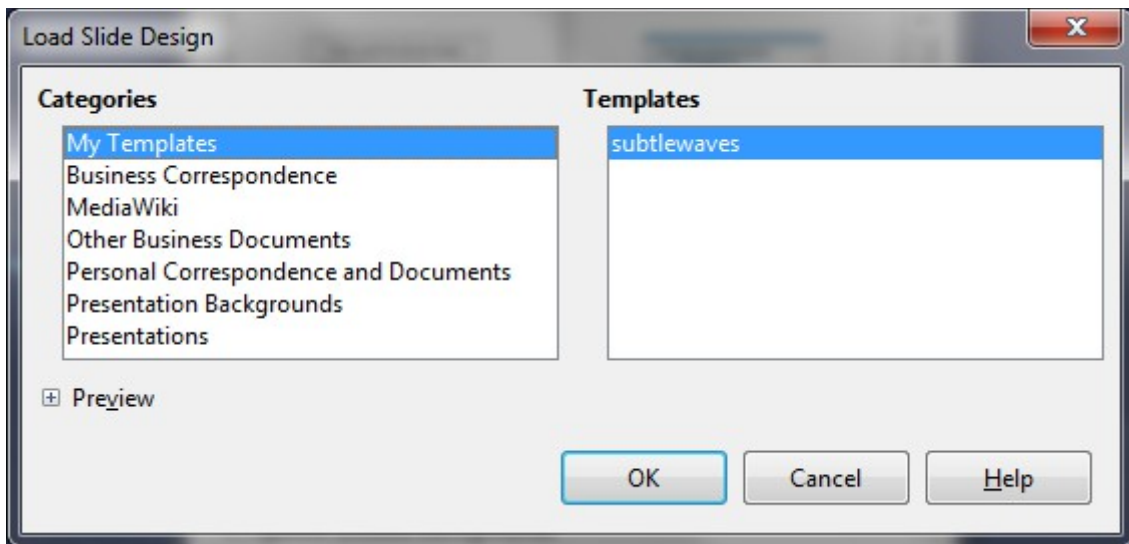 Load Slide Design
X
Categories
My Templates
Business Correspondence
MediaWiki
Other Business Documents
Personal Correspondence and Documents
Presentation Backgrounds
Presentations
Templates
subtlewaves
Preview
OK Cancel Help